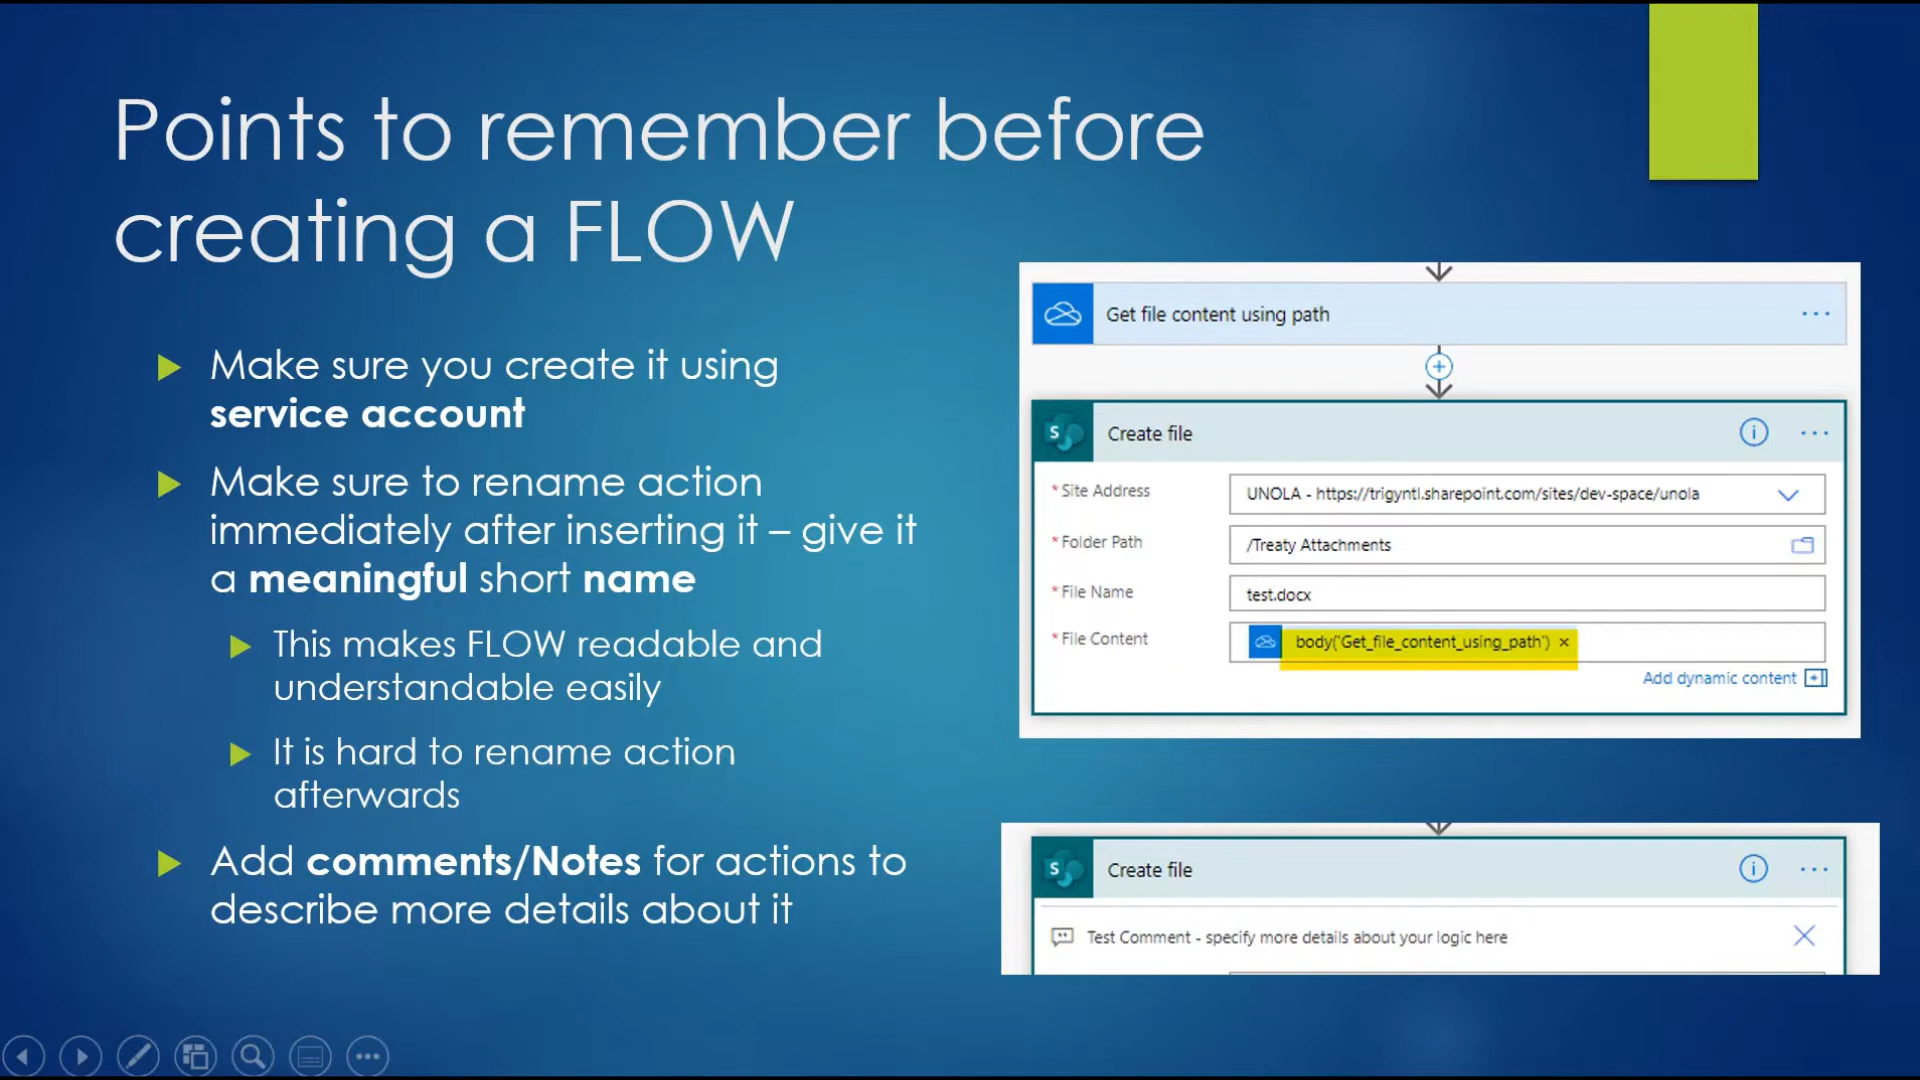 Points to remember before
creating a FLOW
Make sure you create it using
service account
Make sure to rename action
immediately after inserting it – give it
a meaningful short name
This makes FLOW readable and
understandable easily
It is hard to rename action
afterwards
Add comments/Notes for actions to
describe more details about it
Get file content using path
S
Create file
* Site Address
UNOLA - https://trigyntl.sharepoint.com/sites/dev-space/unola
* Folder Path
/Treaty Attachments
* File Name
test.docx
* File Content
body('Get_file_content_using_path') ×
Add dynamic content
S
Create file
Test Comment - specify more details about your logic here